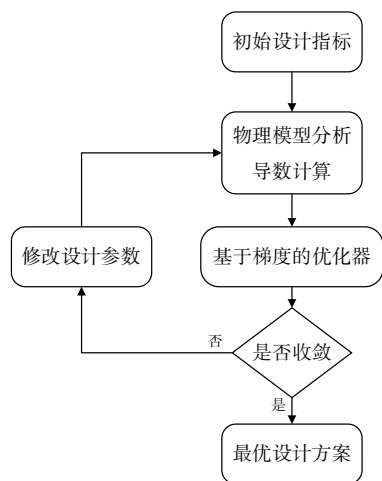 初始设计指标
物理模型分析
导数计算
修改设计参数
基于梯度的优化器
否
是否收敛
是
最优设计方案